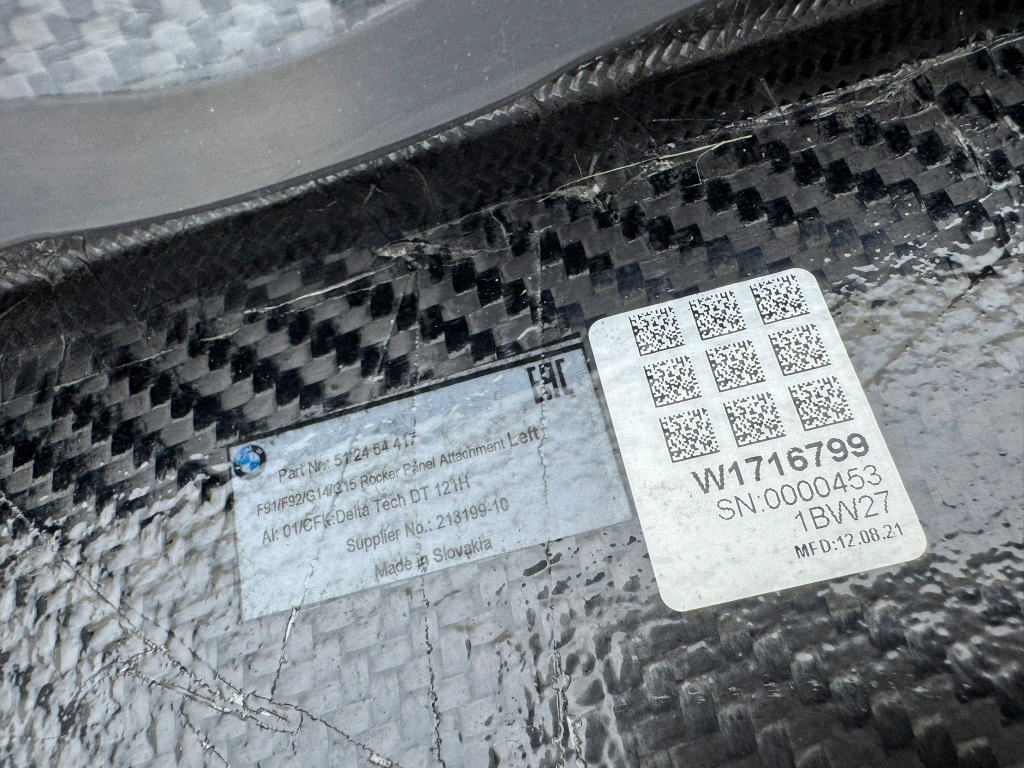 EAC
Part Nr.: 51 24 64 417
F91/F92/G14/G15 Rocker Panel Attachment Left
AI: 01/CFk:Delta Tech DT 121H
Supplier No.: 213199-10
Made in Slovakia
W1716799
SN:0000453
1BW27
MFD:12.08.21